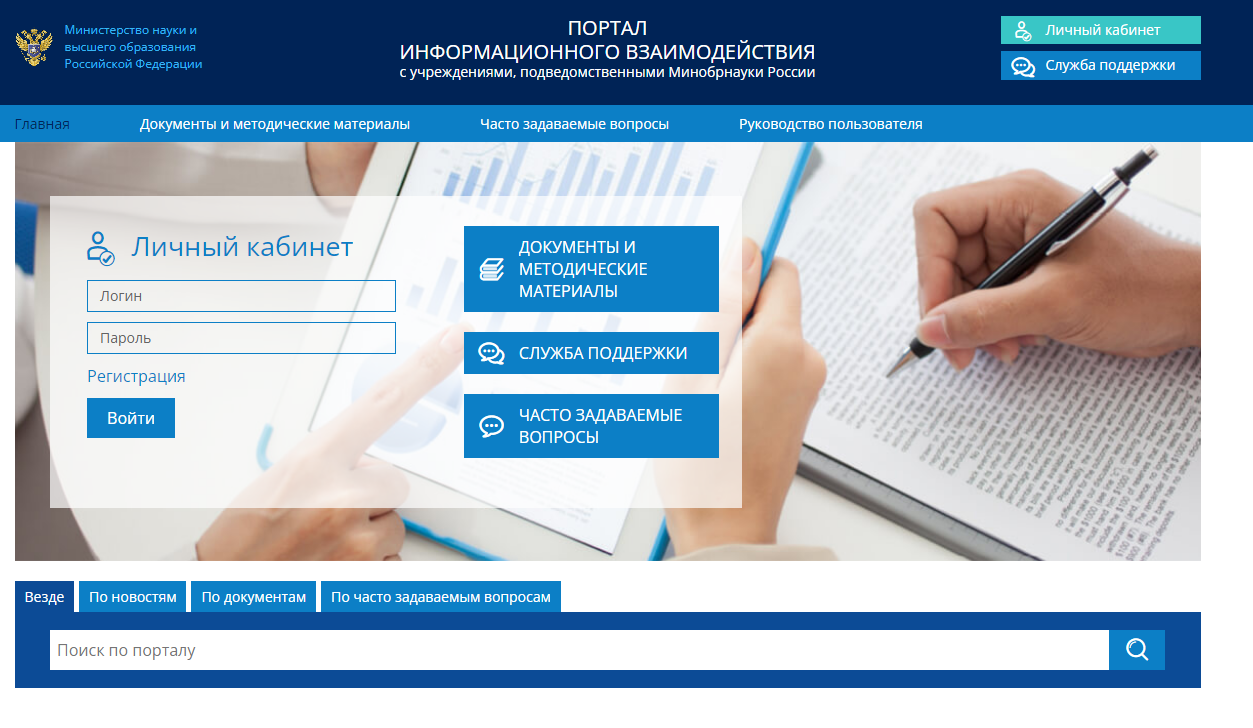 Министерство науки и
высшего образования
Российской Федерации
ПОРТАЛ
ИНФОРМАЦИОННОГО ВЗАИМОДЕЙСТВИЯ
с учреждениями, подведомственными Минобрнауки России
Личный кабинет
Служба поддержки
Главная
Документы и методические материалы
Часто задаваемые вопросы
Руководство пользователя
Личный кабинет
Логин
Пароль
Регистрация
Войти
ДОКУМЕНТЫ И
МЕТОДИЧЕСКИЕ
МАТЕРИАЛЫ
СЛУЖБА ПОДДЕРЖКИ
ЧАСТО ЗАДАВАЕМЫЕ
ВОПРОСЫ
Везде
По новостям
По документам
По часто задаваемым вопросам
Поиск по порталу